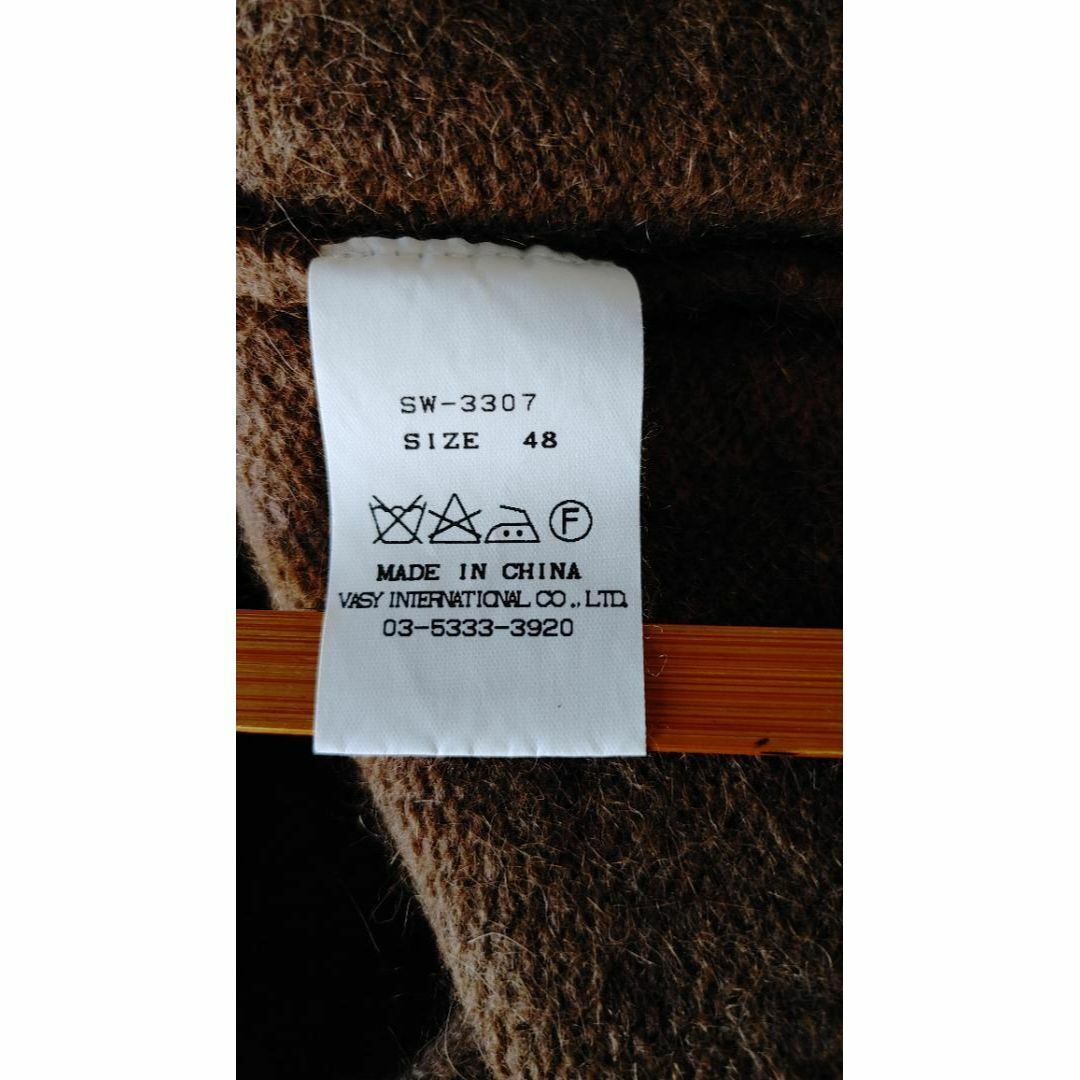 SW-3307
SIZE 48
F
MADE IN CHINA
VASY INTERNATIONAL CO.,LTD.
03-5333-3920